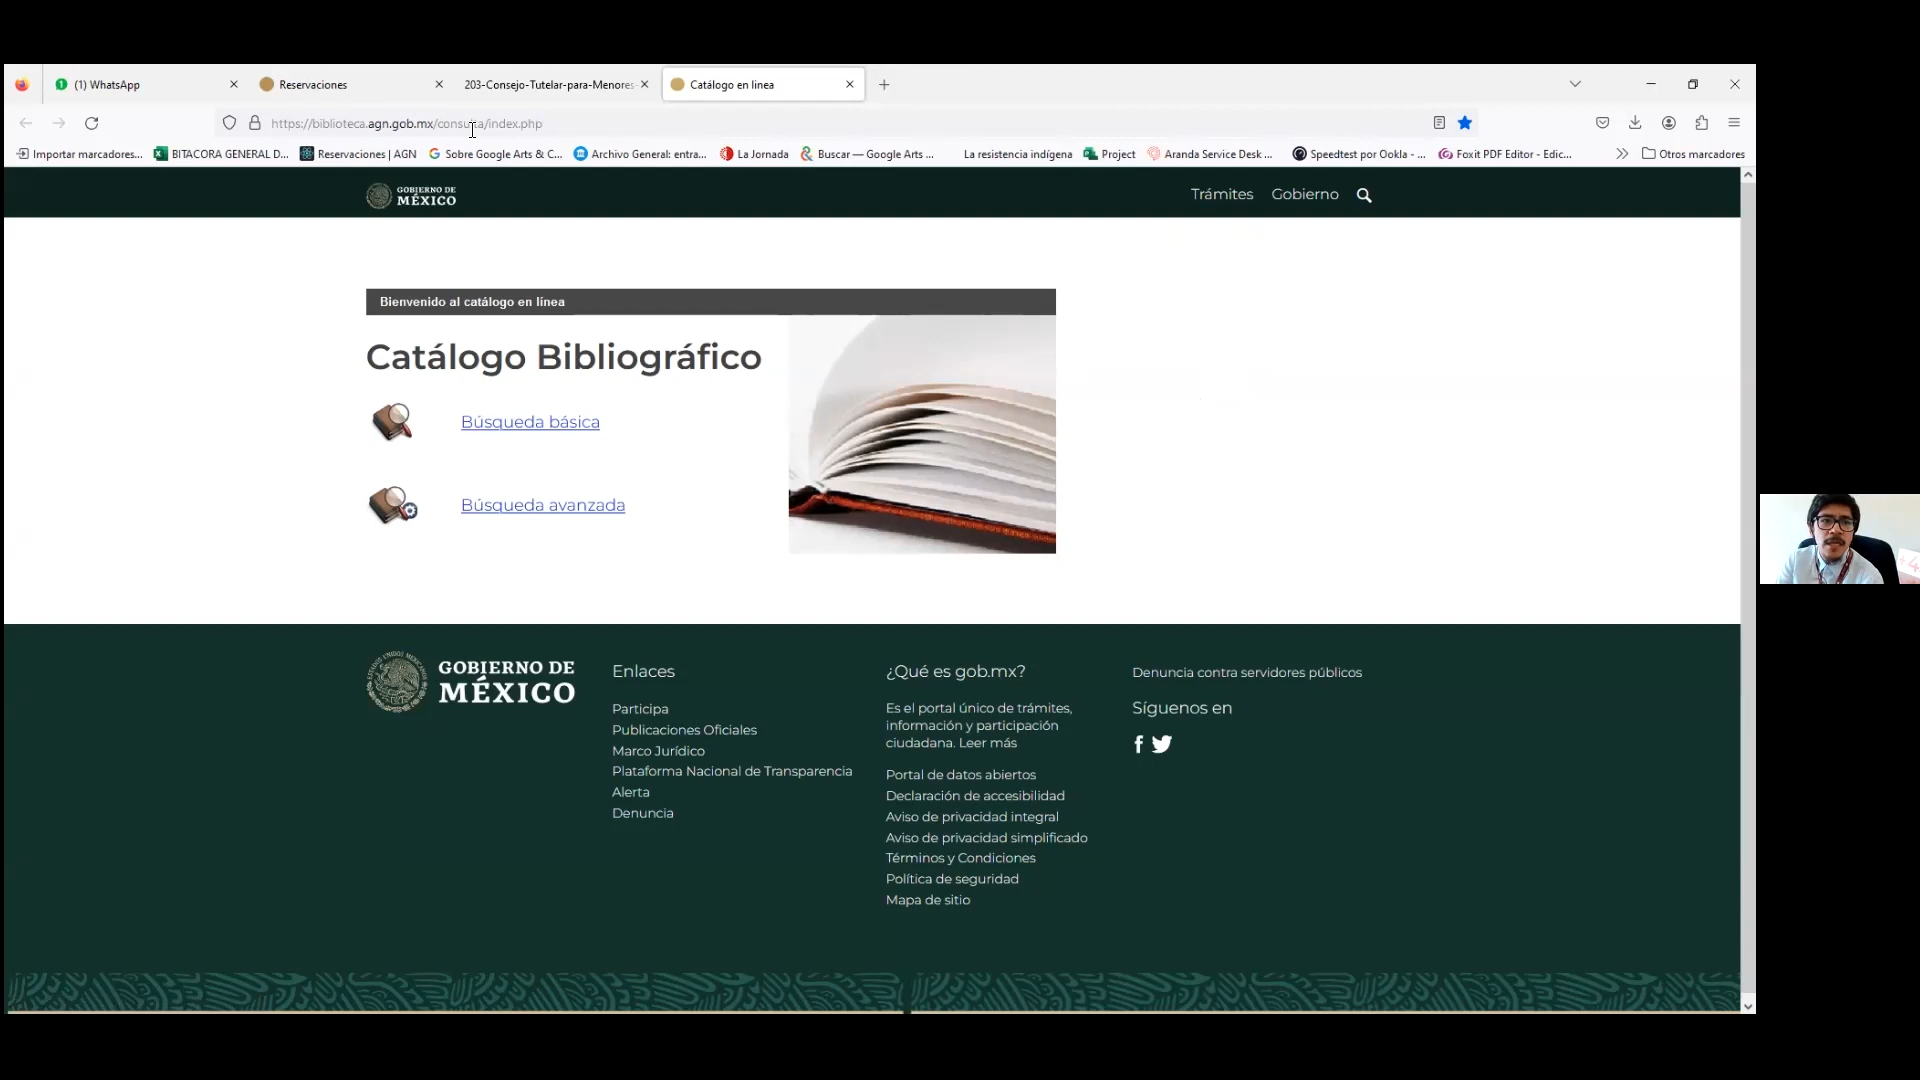 (1) WhatsApp
Reservaciones
203-Consejo-Tutelar-para-Menores-
Catálogo en linea
https://biblioteca.agn.gob.mx/consulta/index.php
Importar marcadores...
BITACORA GENERAL D...
Reservaciones | AGN
Sobre Google Arts & C...
Archivo General: entra...
La Jornada
Buscar — Google Arts ...
La resistencia indígena
Project
Aranda Service Desk ...
Speedtest por Ookla - ...
Foxit PDF Editor - Edic...
Otros marcadores
GOBIERNO DE
MÉXICO
Trámites
Gobierno
Bienvenido al catálogo en línea
Catálogo Bibliográfico
Búsqueda básica
Búsqueda avanzada
GOBIERNO DE
MÉXICO
Enlaces
Participa
Publicaciones Oficiales
Marco Jurídico
Plataforma Nacional de Transparencia
Alerta
Denuncia
¿Qué es gob.mx?
Es el portal único de trámites,
información y participación
ciudadana. Leer más
Portal de datos abiertos
Declaración de accesibilidad
Aviso de privacidad integral
Aviso de privacidad simplificado
Términos y Condiciones
Política de seguridad
Mapa de sitio
Denuncia contra servidores públicos
Síguenos en